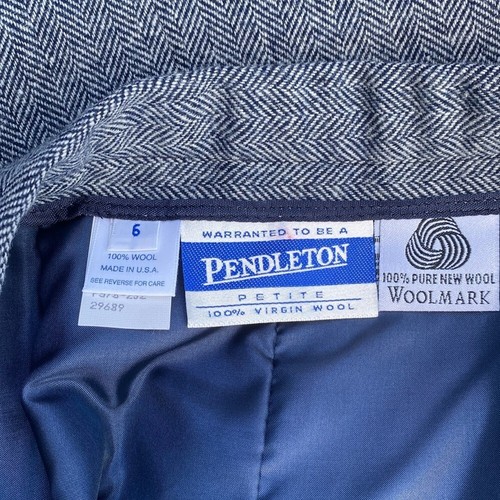 6
100% WOOL
MADE IN U.S.A.
SEE REVERSE FOR CARE
29689
WARRANTED TO BE A
PENDLETON
PETITE
100% VIRGIN WOOL
100% PURE NEW WOOL
WOOLMARK